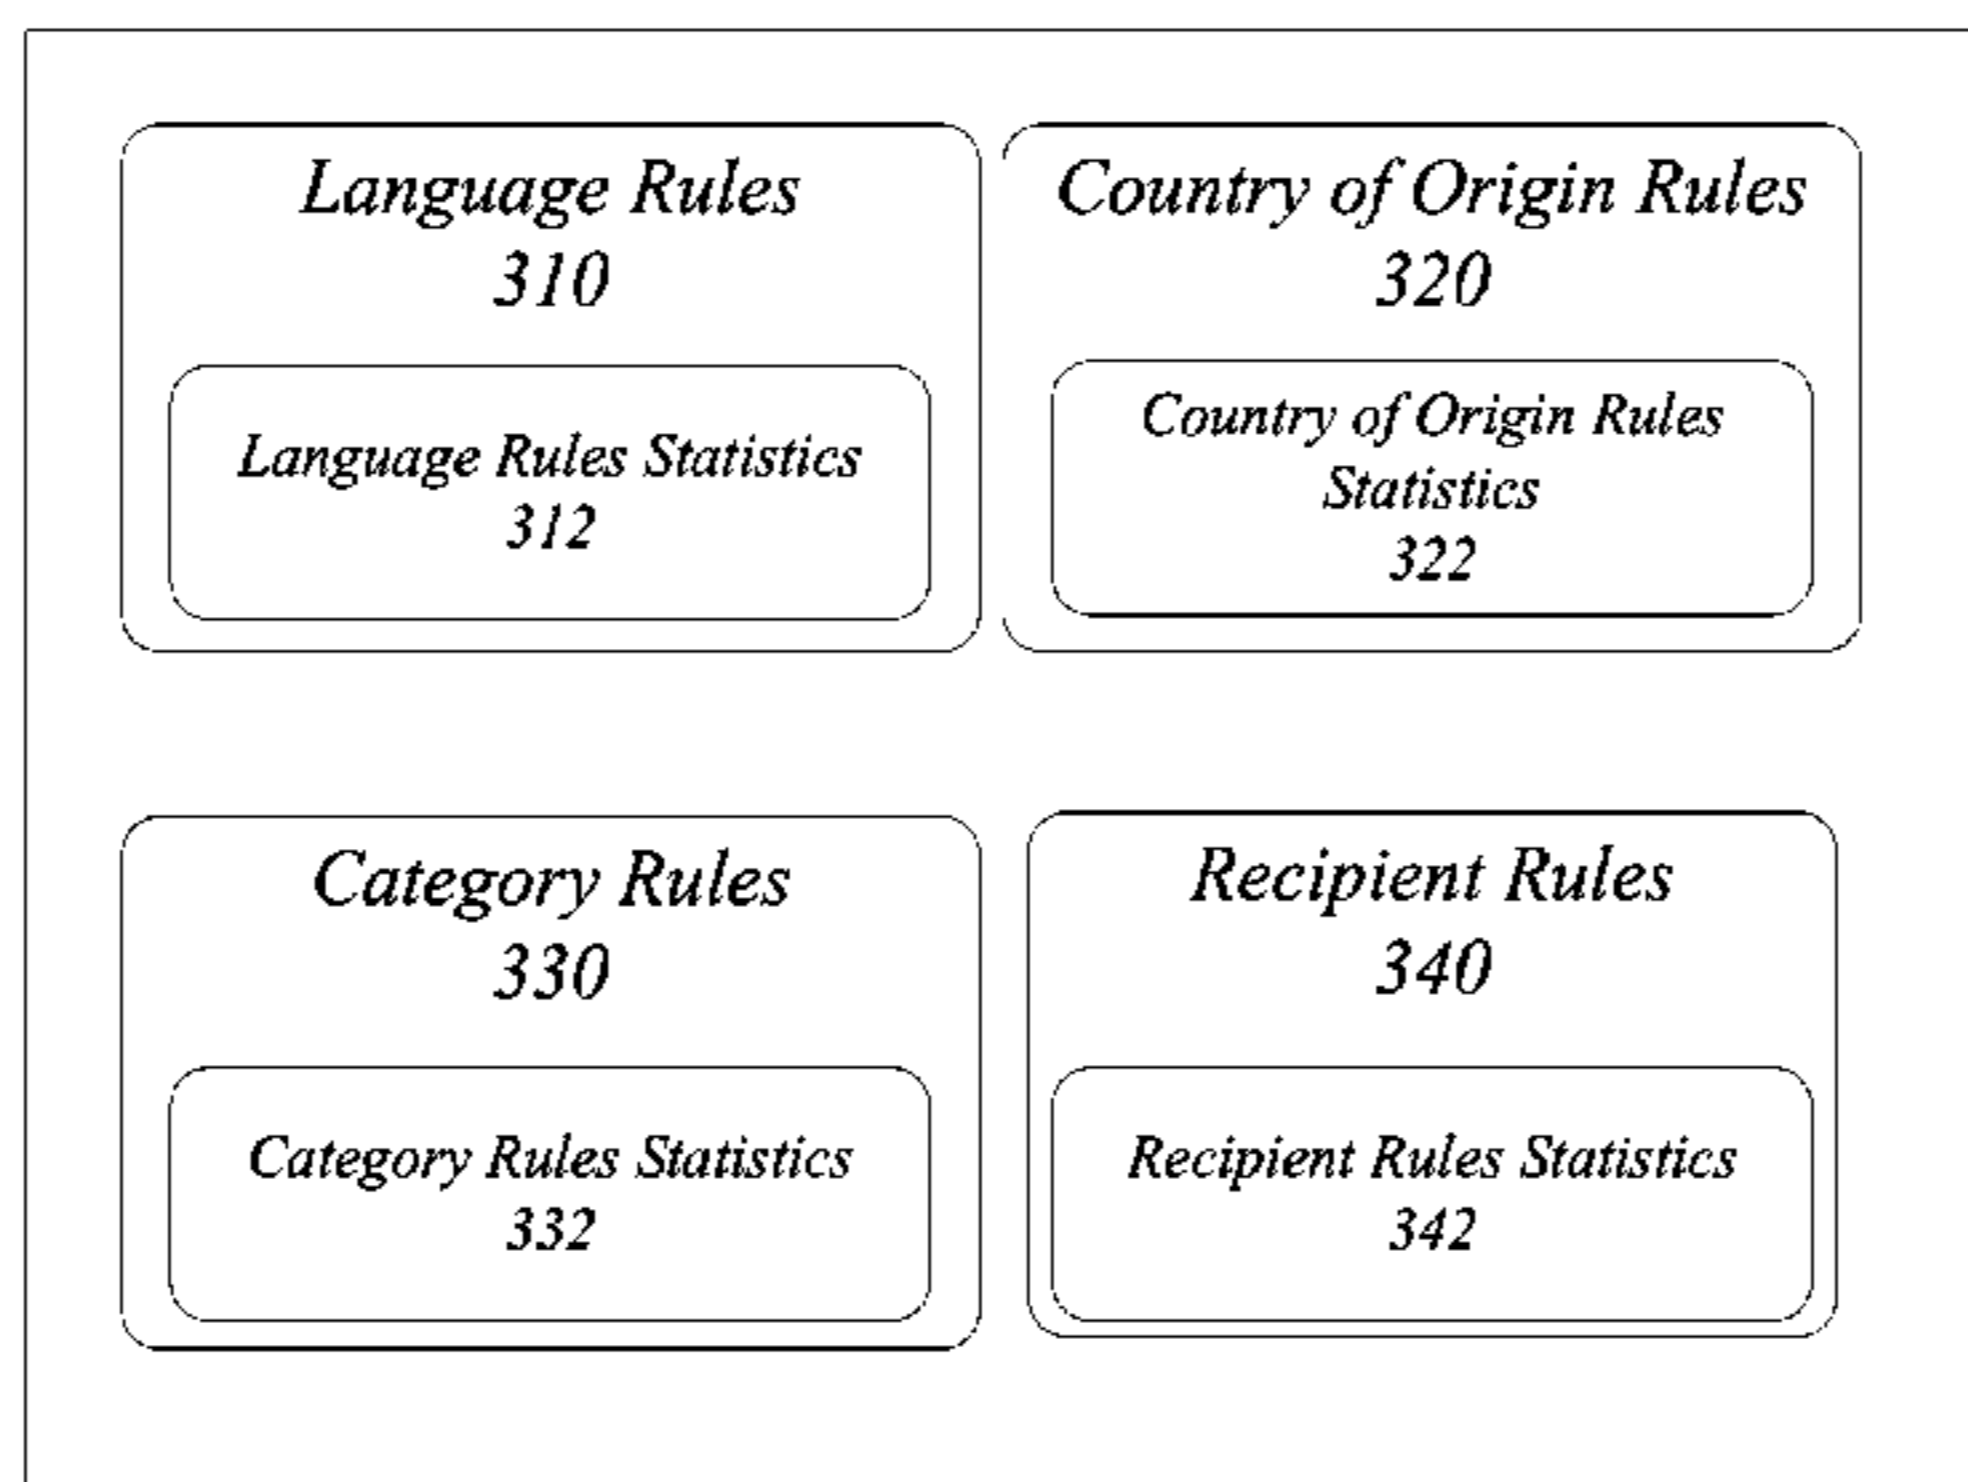 Language Rules
310
Language Rules Statistics
312
Country of Origin Rules
320
Country of Origin Rules
Statistics
322
Category Rules
330
Category Rules Statistics
332
Recipient Rules
340
Recipient Rules Statistics
342